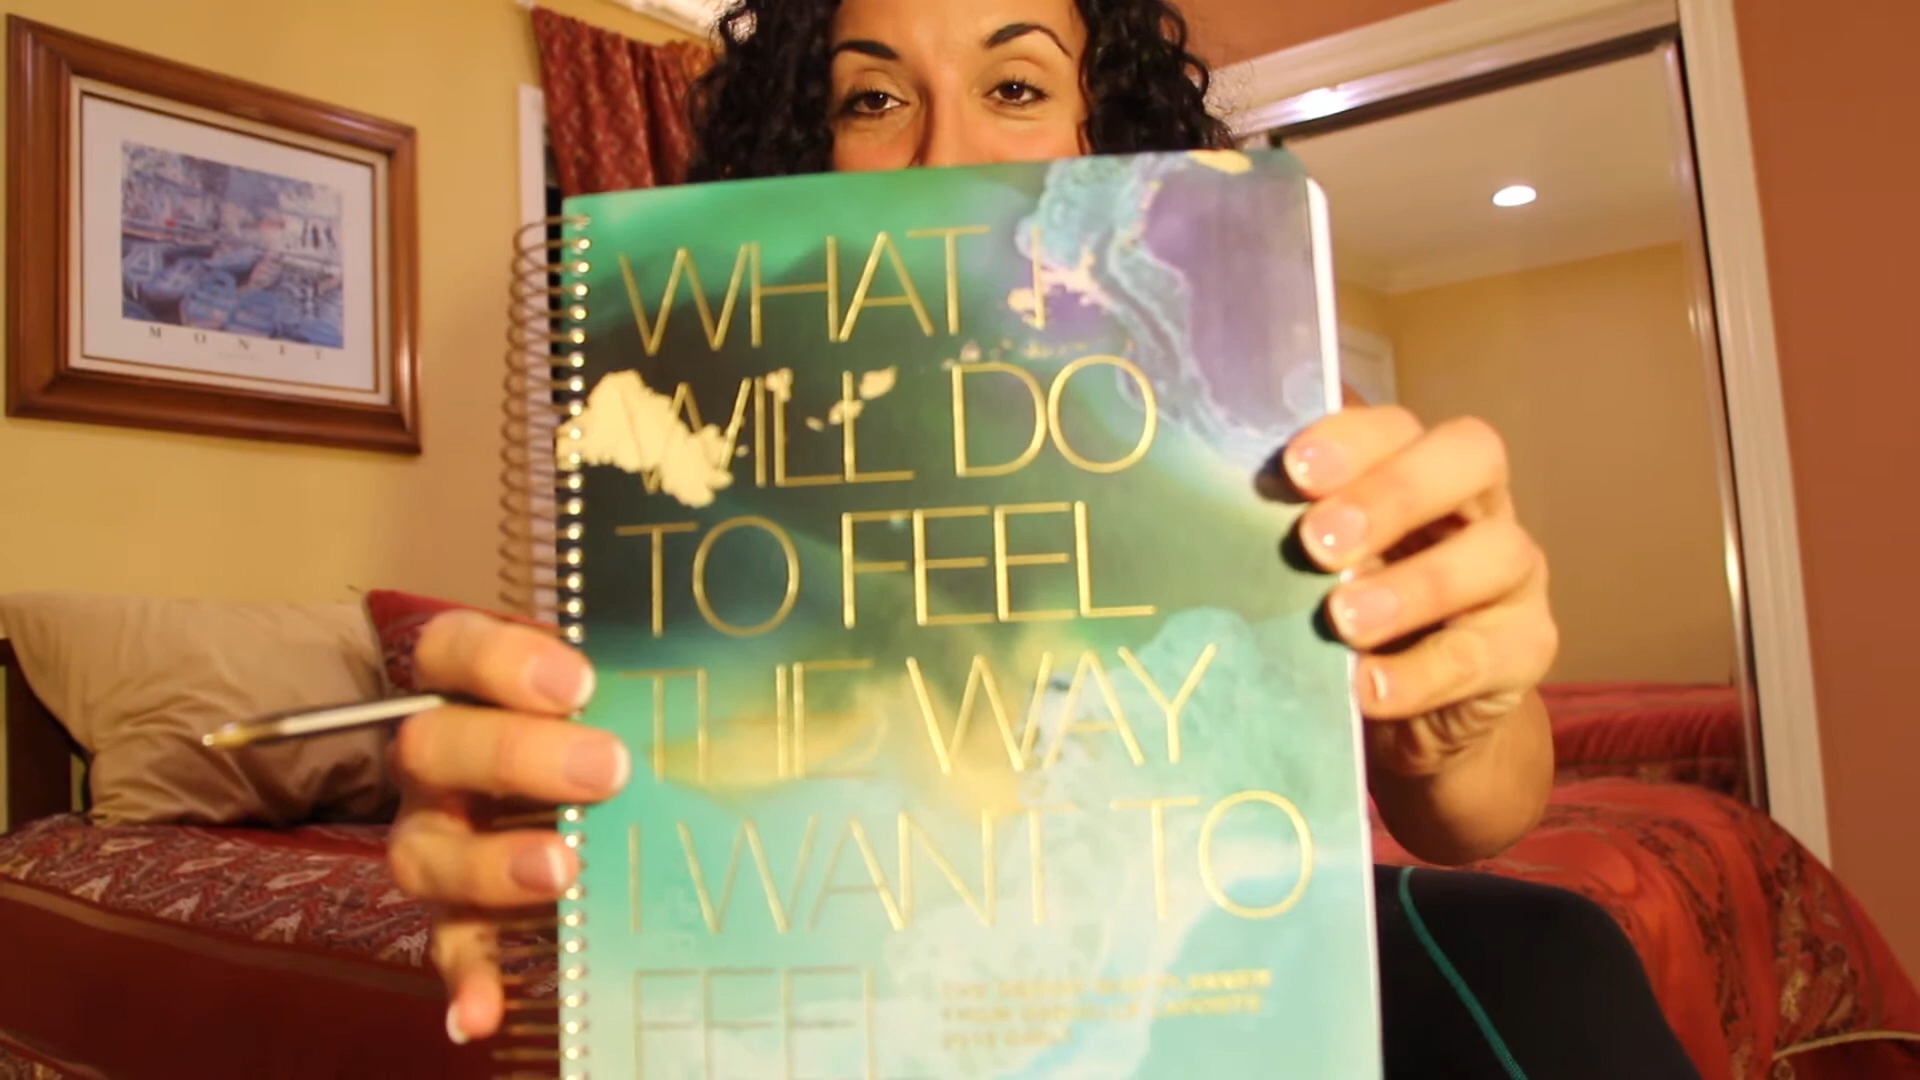 MONET
WHAT I
WILL DO
TO FEEL
THE WAY
I WANT TO
FEEL